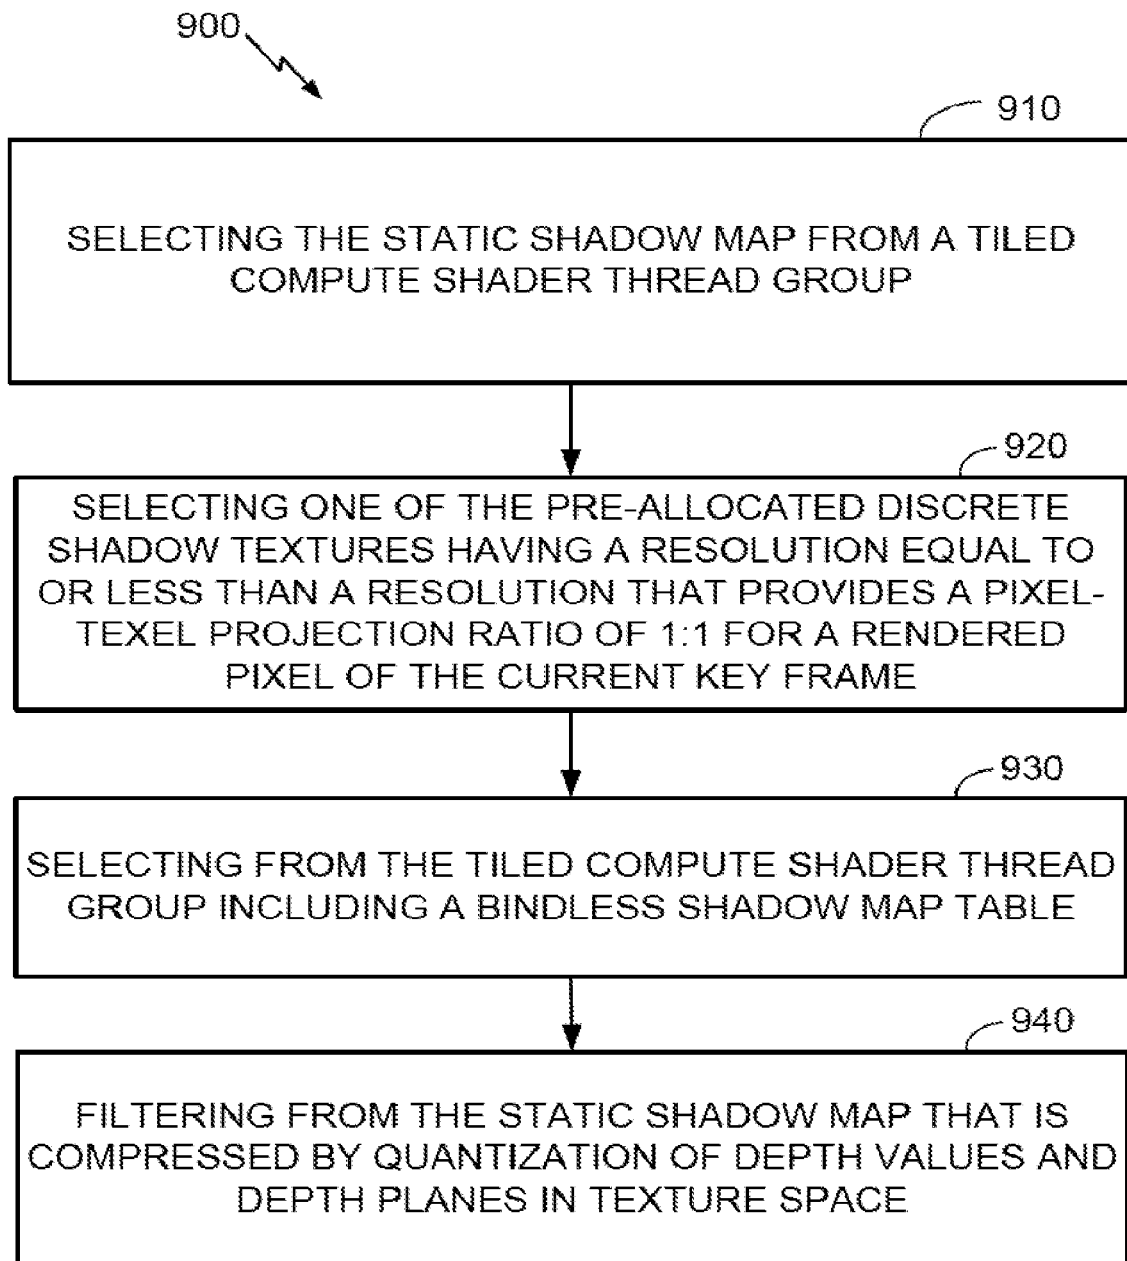 900
910
SELECTING THE STATIC SHADOW MAP FROM A TILED
COMPUTE SHADER THREAD GROUP
920
SELECTING ONE OF THE PRE-ALLOCATED DISCRETE
SHADOW TEXTURES HAVING A RESOLUTION EQUAL TO
OR LESS THAN A RESOLUTION THAT PROVIDES A PIXEL-
TEXEL PROJECTION RATIO OF 1:1 FOR A RENDERED
PIXEL OF THE CURRENT KEY FRAME
930
SELECTING FROM THE TILED COMPUTE SHADER THREAD
GROUP INCLUDING A BINDLESS SHADOW MAP TABLE
940
FILTERING FROM THE STATIC SHADOW MAP THAT IS
COMPRESSED BY QUANTIZATION OF DEPTH VALUES AND
DEPTH PLANES IN TEXTURE SPACE